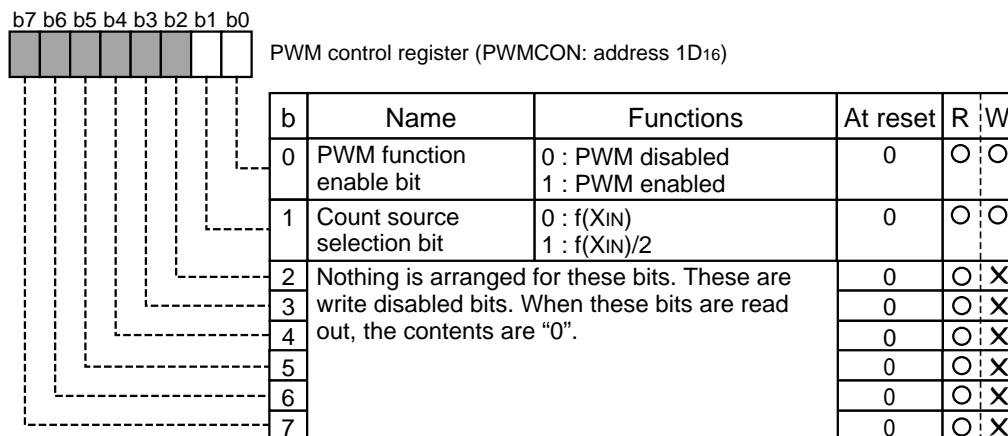 b7 b6 b5 b4 b3 b2 b1 b0
PWM control register (PWMCON: address 1D16)
b Name Functions At reset R W
0 PWM function enable bit 0 : PWM disabled 0 O O
1 : PWM enabled
1 Count source selection bit 0 : f(XIN) 0 O O
1 : f(XIN)/2
2 Nothing is arranged for these bits. These are 0 O X
3 write disabled bits. When these bits are read 0 O X
4 out, the contents are “0”. 0 O X
5 0 O X
6 0 O X
7 0 O X